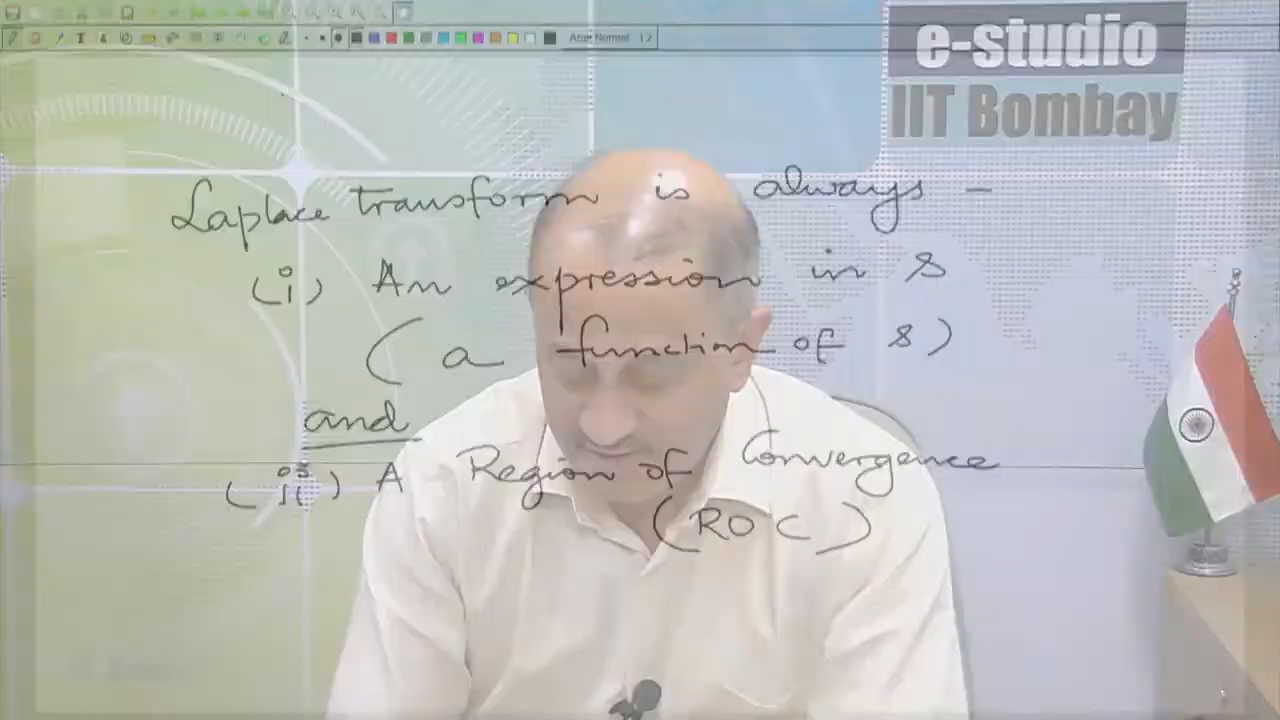 e-studio
IIT Bombay
Laplace transform is always –
(i) An expression in s
(a function of s)
and
(ii) A Region of Convergence
(ROC)